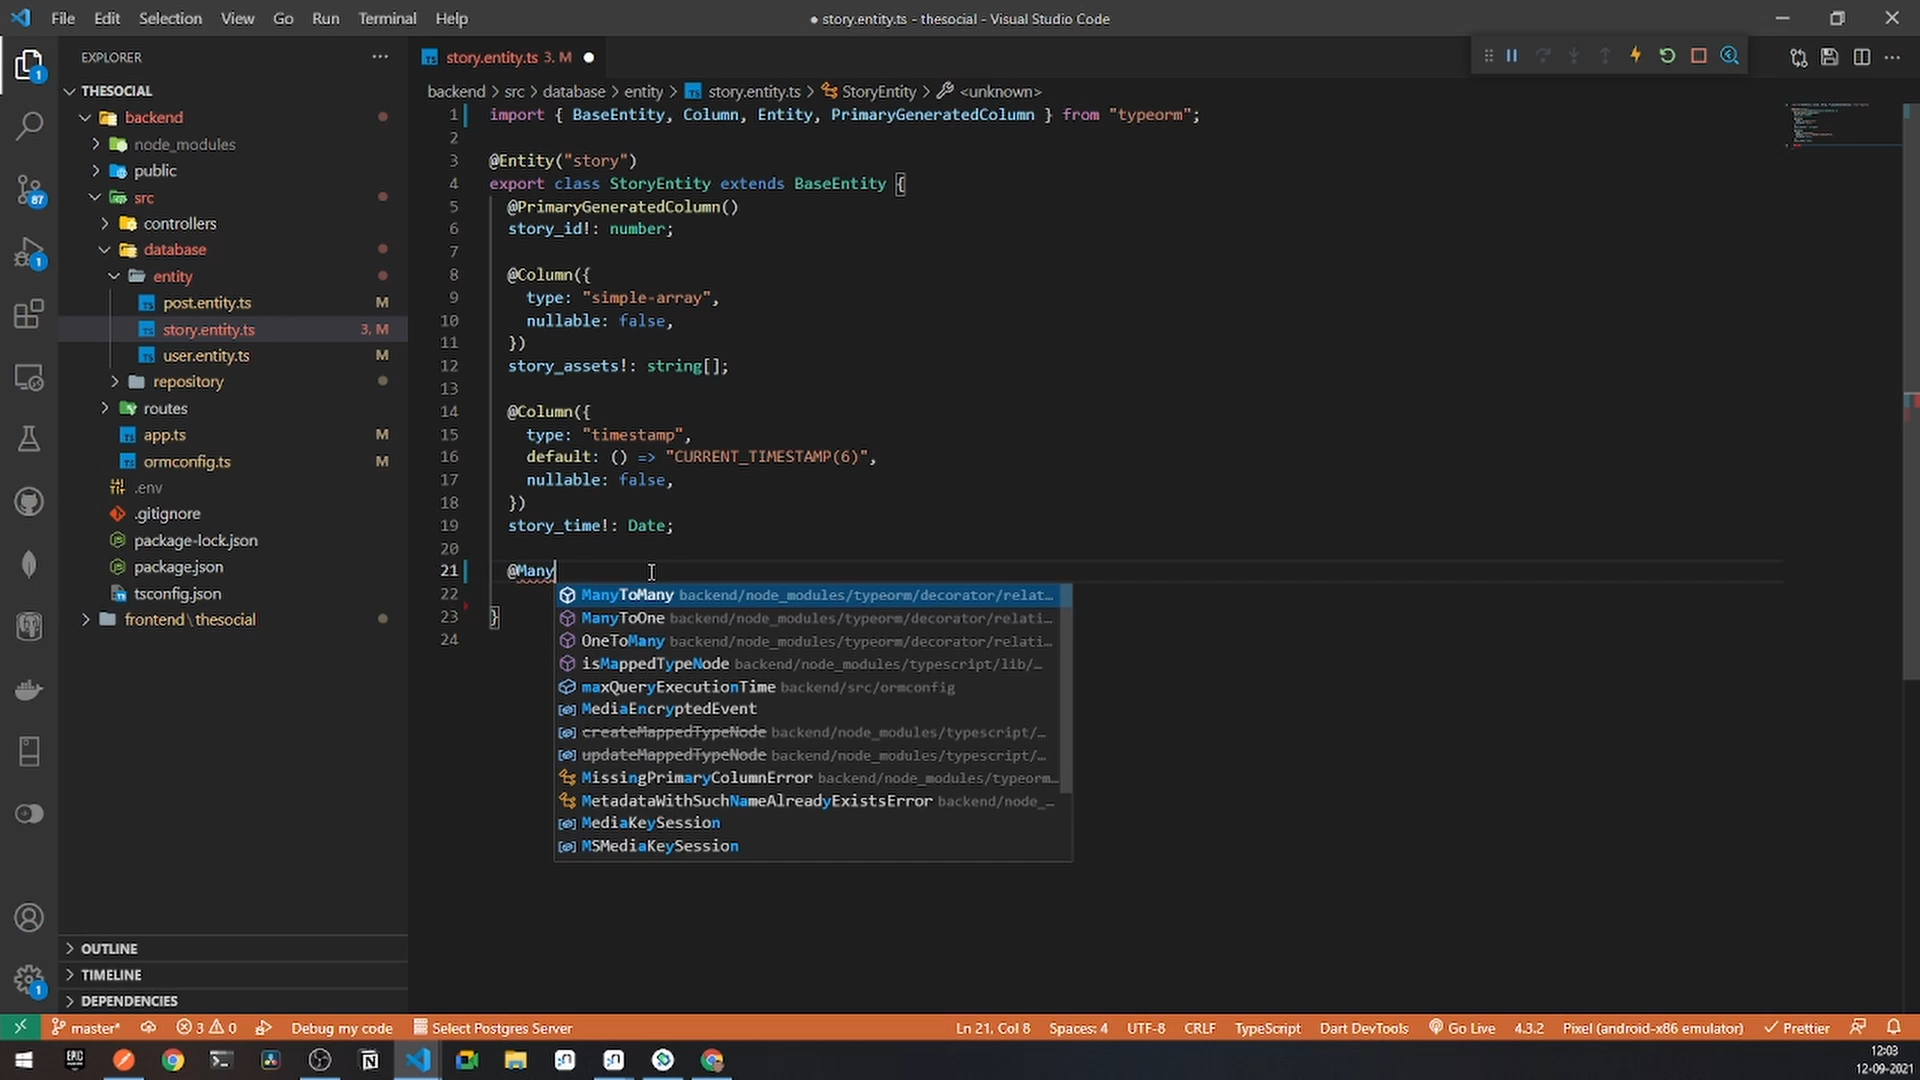 File Edit Selection View Go Run Terminal Help
● story.entity.ts - thesocial - Visual Studio Code
EXPLORER
THESOCIAL
backend
node_modules
public
src
controllers
database
entity
post.entity.ts M
story.entity.ts 3, M
user.entity.ts M
repository
routes
app.ts M
ormconfig.ts M
.env
.gitignore
package-lock.json
package.json
tsconfig.json
frontend \ thesocial
OUTLINE
TIMELINE
DEPENDENCIES
1
87
1
1
story.entity.ts 3, M
backend > src > database > entity > story.entity.ts > StoryEntity > <unknown>
1 import { BaseEntity, Column, Entity, PrimaryGeneratedColumn } from "typeorm";
2
3 @Entity("story")
4 export class StoryEntity extends BaseEntity {
5 @PrimaryGeneratedColumn()
6 story_id!: number;
7
8 @Column({
9 type: "simple-array",
10 nullable: false,
11 })
12 story_assets!: string[];
13
14 @Column({
15 type: "timestamp",
16 default: () => "CURRENT_TIMESTAMP(6)",
17 nullable: false,
18 })
19 story_time!: Date;
20
21 @Many
22
23 }
24
ManyToMany backend/node_modules/typeorm/decorator/relat…
ManyToOne backend/node_modules/typeorm/decorator/relati…
OneToMany backend/node_modules/typeorm/decorator/relati…
isMappedTypeNode backend/node_modules/typescript/lib/…
maxQueryExecutionTime backend/src/ormconfig
MediaEncryptedEvent
createMappedTypeNode backend/node_modules/typescript/…
updateMappedTypeNode backend/node_modules/typescript/…
MissingPrimaryColumnError backend/node_modules/typeorm…
MetadataWithSuchNameAlreadyExistsError backend/node_…
MediaKeySession
MSMediaKeySession
master* 3 0 Debug my code Select Postgres Server Ln 21, Col 8 Spaces: 4 UTF-8 CRLF TypeScript Dart DevTools Go Live 4.3.2 Pixel (android-x86 emulator) Prettier
EPIC GAMES
12:03
12-09-2021